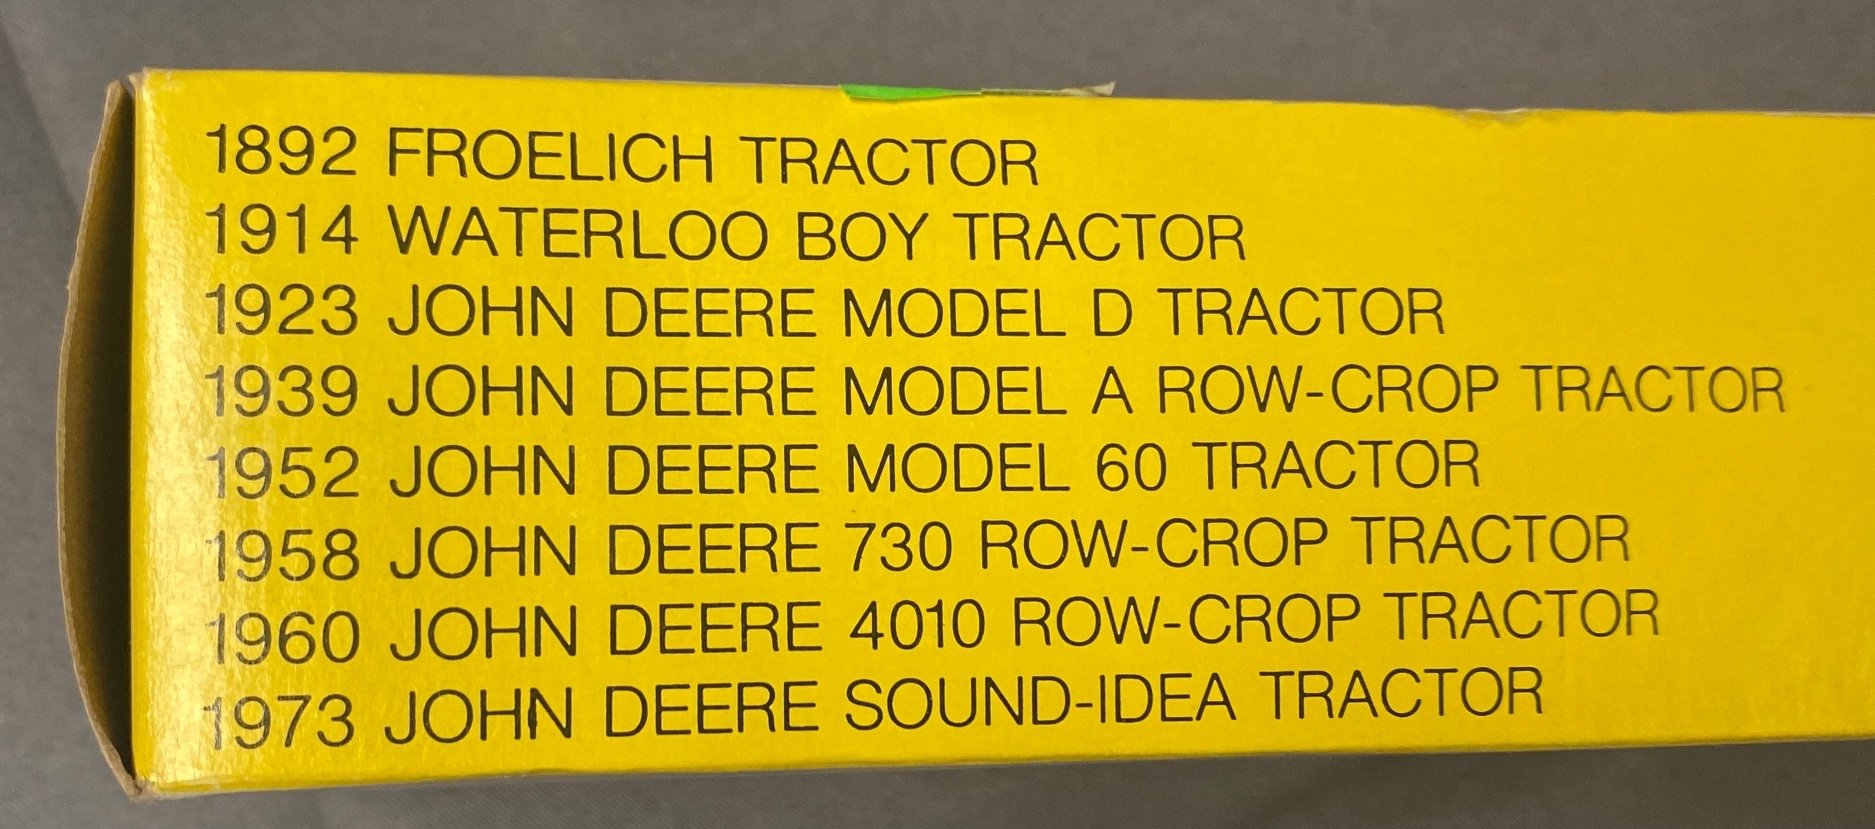 1892 FROELICH TRACTOR
1914 WATERLOO BOY TRACTOR
1923 JOHN DEERE MODEL D TRACTOR
1939 JOHN DEERE MODEL A ROW-CROP TRACTOR
1952 JOHN DEERE MODEL 60 TRACTOR
1958 JOHN DEERE 730 ROW-CROP TRACTOR
1960 JOHN DEERE 4010 ROW-CROP TRACTOR
1973 JOHN DEERE SOUND-IDEA TRACTOR